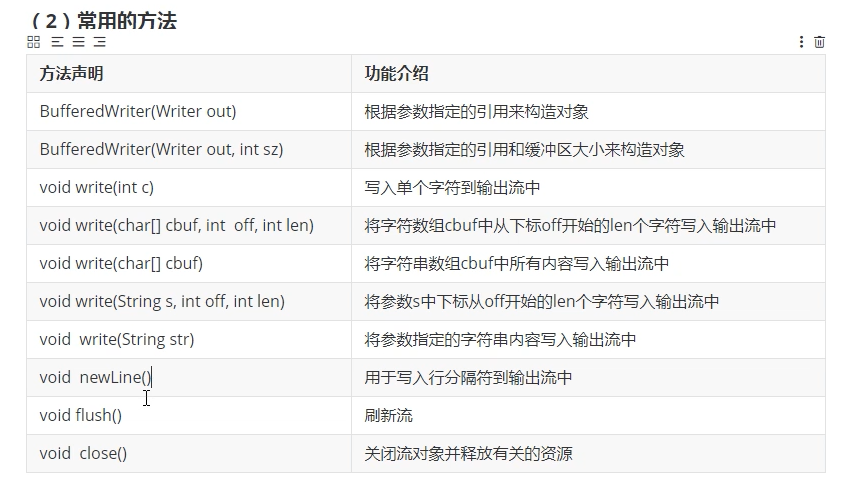 （2）常用的方法
方法声明 功能介绍
BufferedWriter(Writer out) 根据参数指定的引用来构造对象
BufferedWriter(Writer out, int sz) 根据参数指定的引用和缓冲区大小来构造对象
void write(int c) 写入单个字符到输出流中
void write(char[] cbuf, int  off, int len) 将字符数组cbuf中从下标off开始的len个字符写入输出流中
void write(char[] cbuf) 将字符串数组cbuf中所有内容写入输出流中
void write(String s, int off, int len) 将参数s中下标从off开始的len个字符写入输出流中
void  write(String str) 将参数指定的字符串内容写入输出流中
void  newLine() 用于写入行分隔符到输出流中
void flush() 刷新流
void  close() 关闭流对象并释放有关的资源